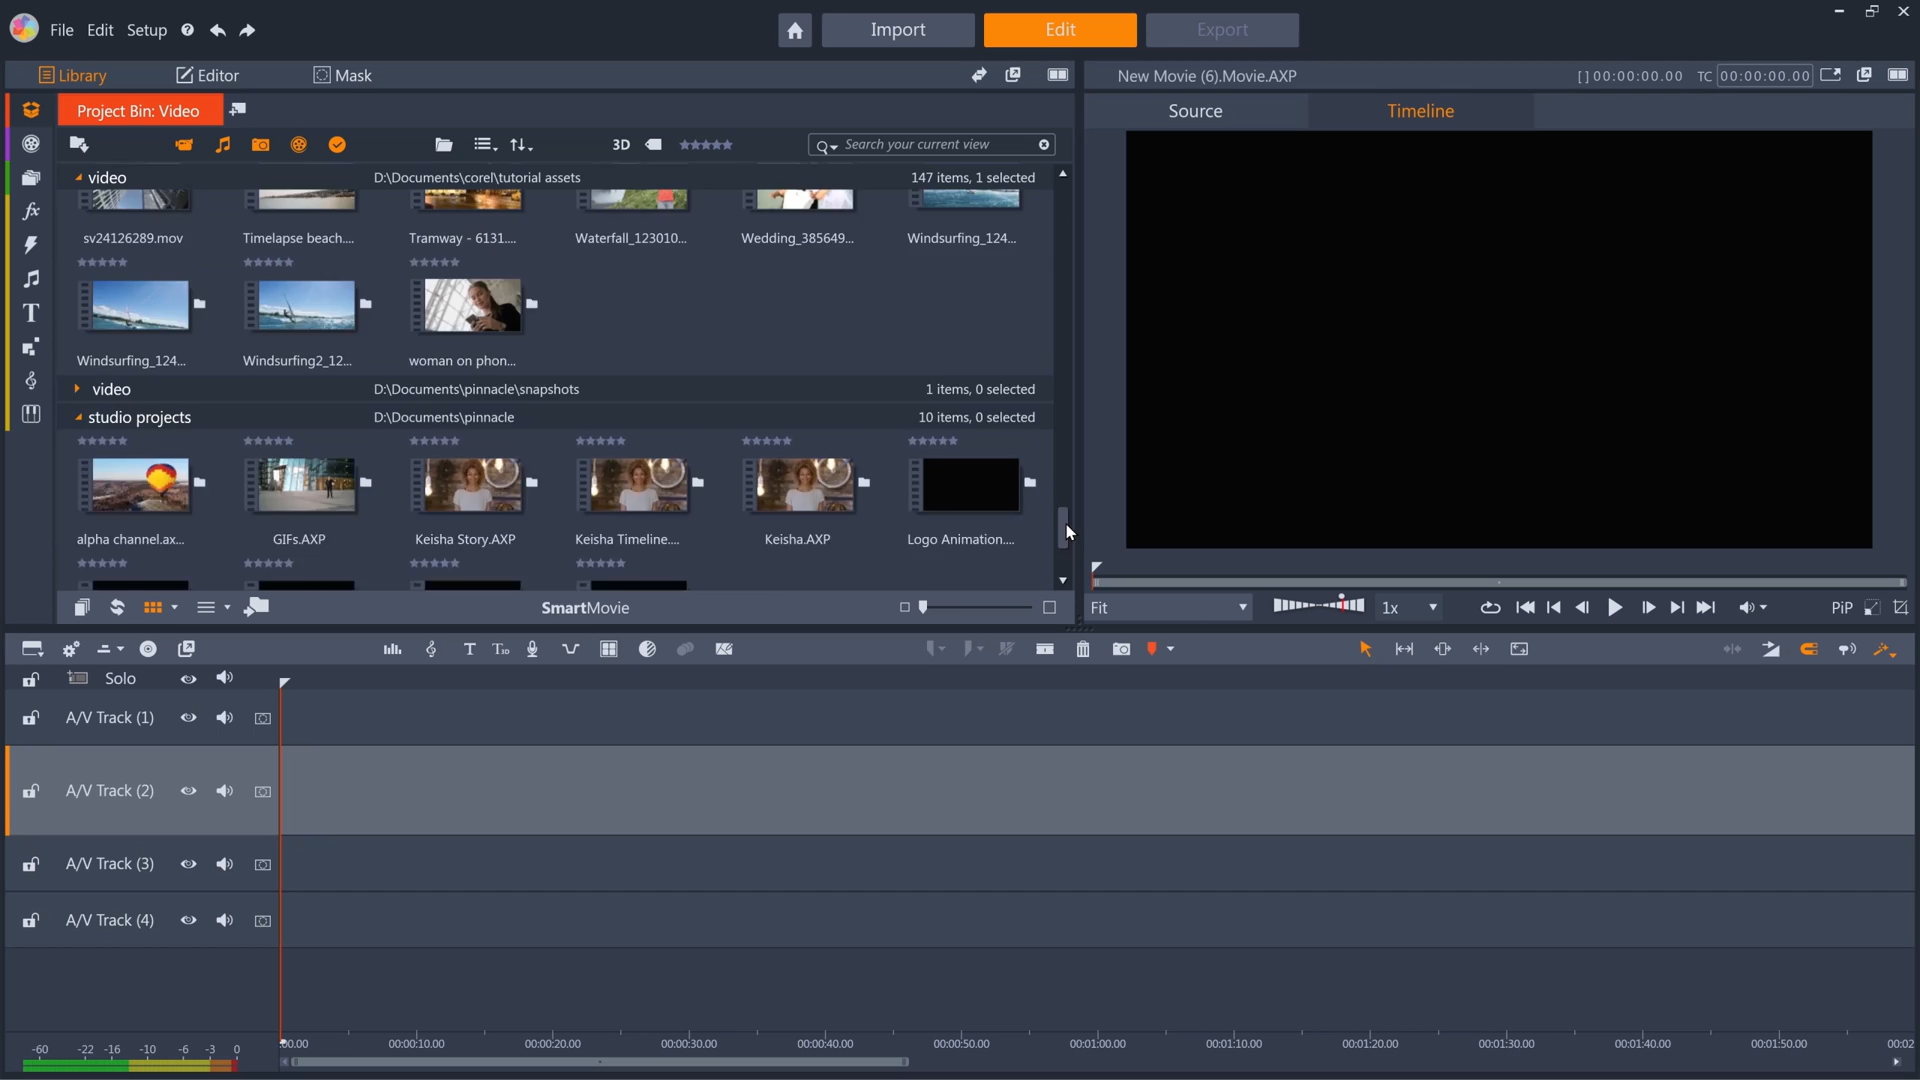 File Edit Setup
Import Edit Export
Library Editor Mask
New Movie (6).Movie.AXP [ ] 00:00:00.00 TC 00:00:00.00
Project Bin: Video
Source Timeline
3D Search your current view
video D:\Documents\corel\tutorial assets 147 items, 1 selected
sv24126289.mov Timelapse beach.... Tramway - 6131.... Waterfall_123010... Wedding_385649... Windsurfing_124...
Windsurfing_124... Windsurfing2_12... woman on phon...
video D:\Documents\pinnacle\snapshots 1 items, 0 selected
studio projects D:\Documents\pinnacle 10 items, 0 selected
alpha channel.ax... GIFs.AXP Keisha Story.AXP Keisha Timeline.... Keisha.AXP Logo Animation....
SmartMovie
Fit 1x PiP
Solo
A/V Track (1)
A/V Track (2)
A/V Track (3)
A/V Track (4)
-60 -22 -16 -10 -6 -3 0
:00.00 00:00:10.00 00:00:20.00 00:00:30.00 00:00:40.00 00:00:50.00 00:01:00.00 00:01:10.00 00:01:20.00 00:01:30.00 00:01:40.00 00:01:50.00 00:02